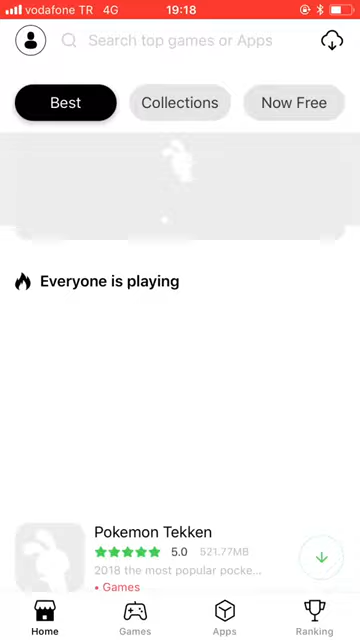 vodafone TR 4G 19:18
Search top games or Apps
Best Collections Now Free
Everyone is playing
Pokemon Tekken
5.0 521.77MB
2018 the most popular pocke...
• Games
Home Games Apps Ranking